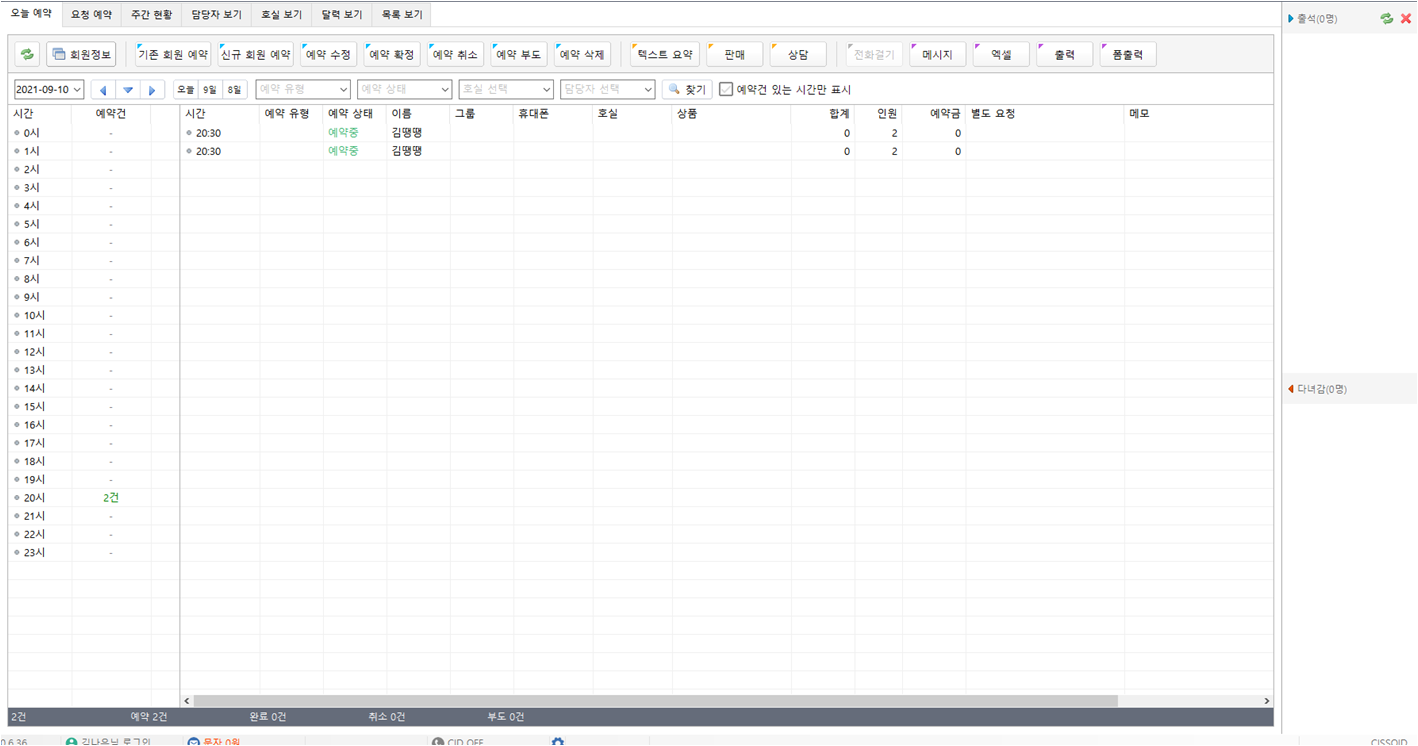 오늘 예약 요청 예약 주간 현황 담당자 보기 호실 보기 달력 보기 목록 보기
회원정보 기존 회원 예약 신규 회원 예약 예약 수정 예약 확정 예약 취소 예약 부도 예약 삭제 텍스트 요약 판매 상담 전화걸기 메시지 엑셀 출력 폼출력
2021-09-10 오늘 9일 8일 예약 유형 예약 상태 호실 선택 담당자 선택 찾기 예약건 있는 시간만 표시
시간 예약건
0시 -
1시 -
2시 -
3시 -
4시 -
5시 -
6시 -
7시 -
8시 -
9시 -
10시 -
11시 -
12시 -
13시 -
14시 -
15시 -
16시 -
17시 -
18시 -
19시 -
20시 2건
21시 -
22시 -
23시 -
시간 예약 유형 예약 상태 이름 그룹 휴대폰 호실 상품 합계 인원 예약금 별도 요청 메모
20:30 예약중 김땡땡 0 2 0
20:30 예약중 김땡땡 0 2 0
2건 예약 2건 완료 0건 취소 0건 부도 0건
출석(0명)
다녀감(0명)
0.6.36 로그인 문자 0원 CID OFF CISSOID